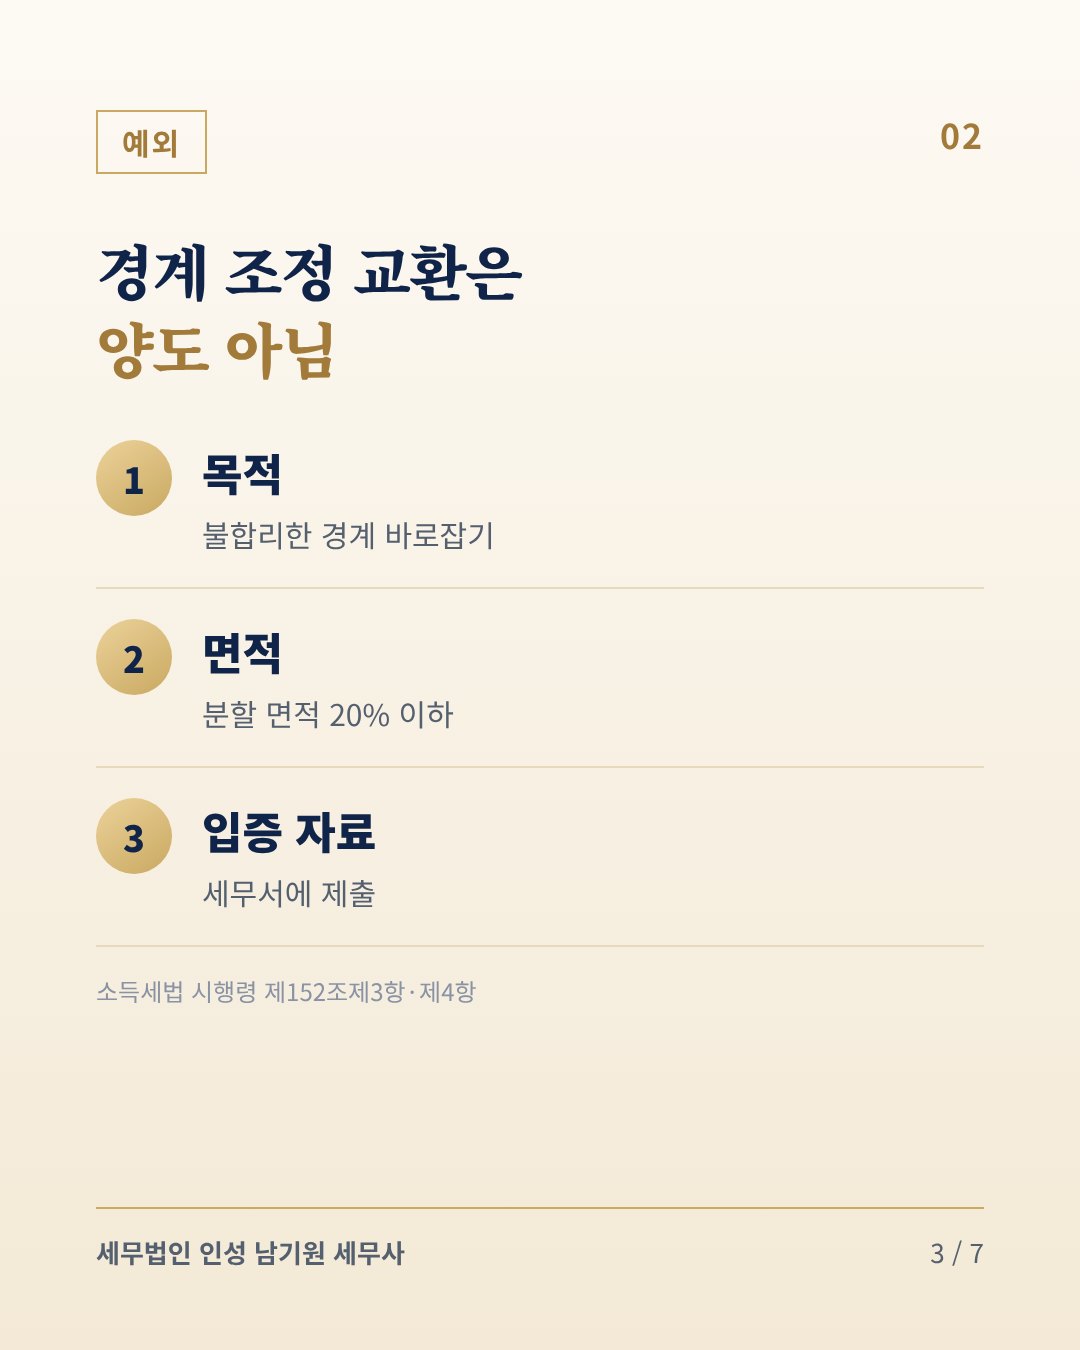 예외
02
경계 조정 교환은
양도 아님
1
목적
불합리한 경계 바로잡기
2
면적
분할 면적 20% 이하
3
입증 자료
세무서에 제출
소득세법 시행령 제152조제3항·제4항
세무법인 인성 남기원 세무사
3 / 7